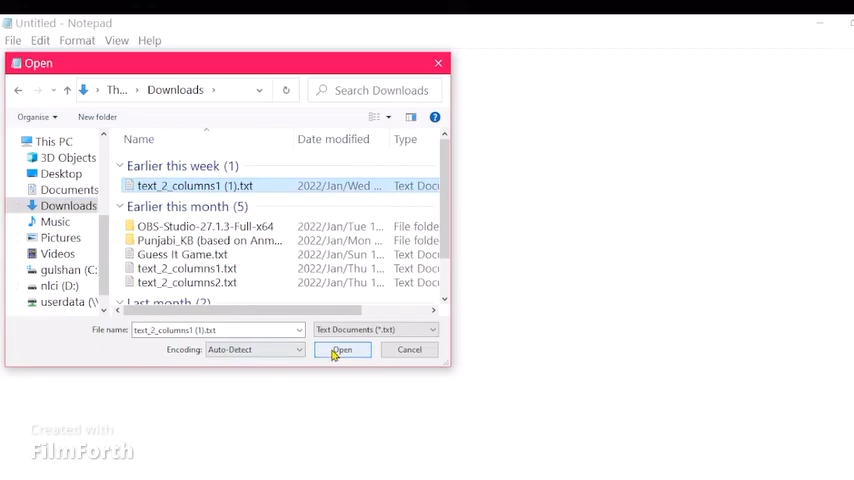 Untitled - Notepad
File Edit Format View Help
Open
Th... Downloads
Search Downloads
Organise New folder
This PC
3D Objects
Desktop
Documents
Downloads
Music
Pictures
Videos
gulshan (C:
nlci (D:)
userdata (\\
Name Date modified Type
Earlier this week (1)
text_2_columns1 (1).txt 2022/Jan/Wed ... Text Docu
Earlier this month (5)
OBS-Studio-27.1.3-Full-x64 2022/Jan/Tue 1... File folde
Punjabi_KB (based on Anm... 2022/Jan/Mon ... File folde
Guess It Game.txt 2022/Jan/Sun 1... Text Docu
text_2_columns1.txt 2022/Jan/Thu 1... Text Docu
text_2_columns2.txt 2022/Jan/Thu 1... Text Docu
Last month (2)
File name: text_2_columns1 (1).txt Text Documents (*.txt)
Encoding: Auto-Detect Open Cancel
Created with
FilmForth